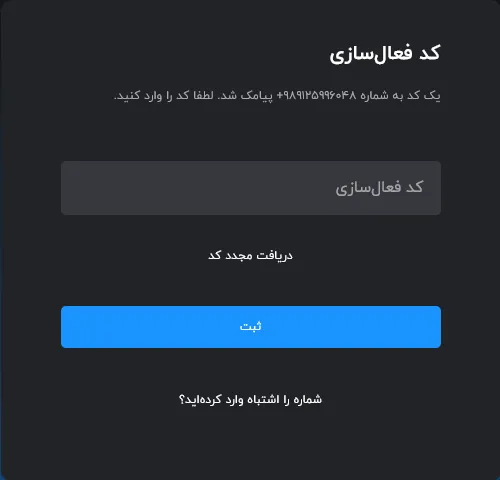 کد فعال‌سازی
یک کد به شماره ۹۸۹۱۲۵۹۹۶۰۴۸+ پیامک شد. لطفا کد را وارد کنید.
کد فعال‌سازی
دریافت مجدد کد
ثبت
شماره را اشتباه وارد کرده‌اید؟